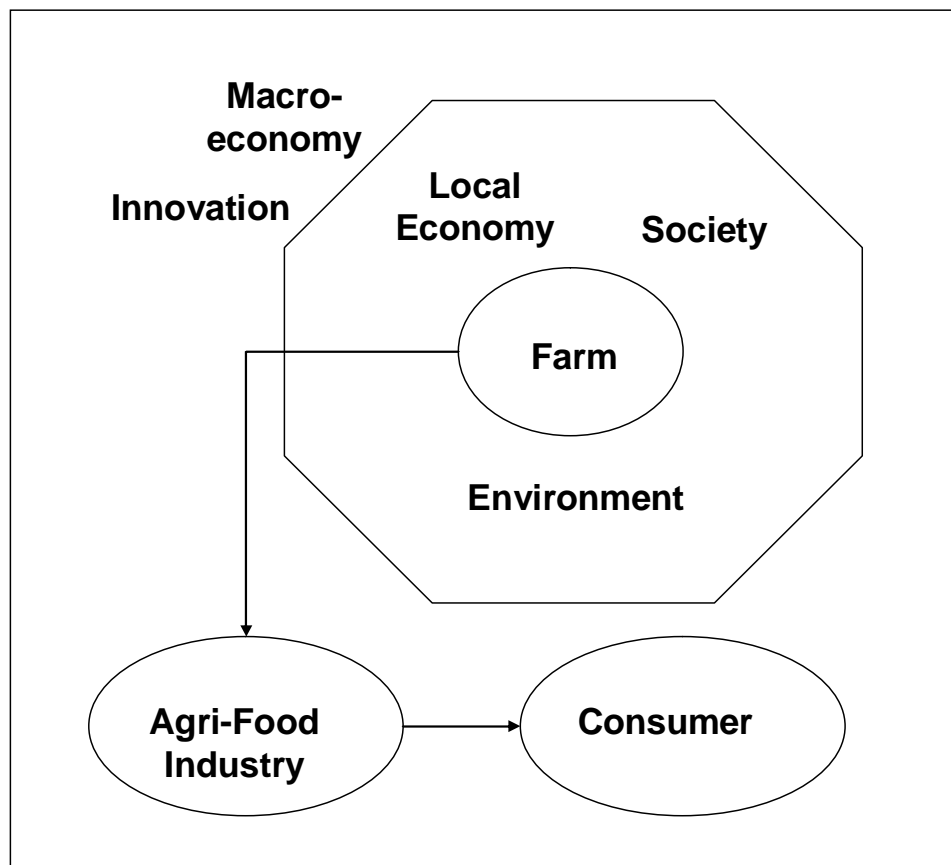 Macro-
economy
Innovation
Local
Economy
Society
Farm
Environment
Agri-Food
Industry
Consumer